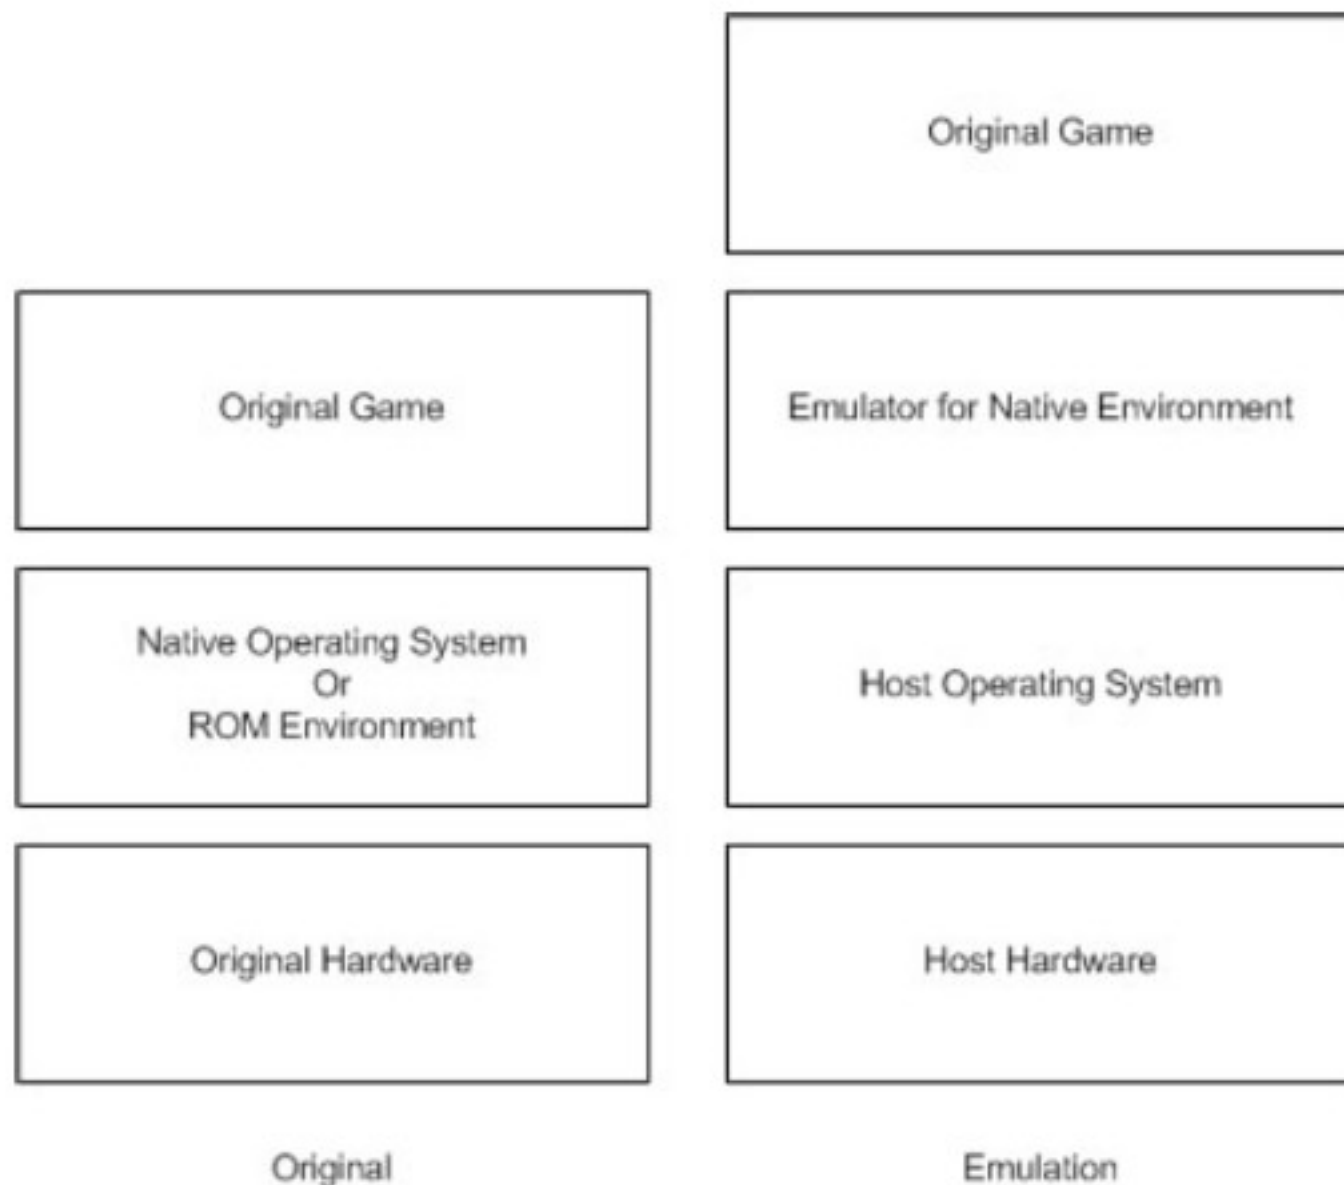 Original Game
Original Game
Emulator for Native Environment
Native Operating System
Or
ROM Environment
Host Operating System
Original Hardware
Host Hardware
Original
Emulation